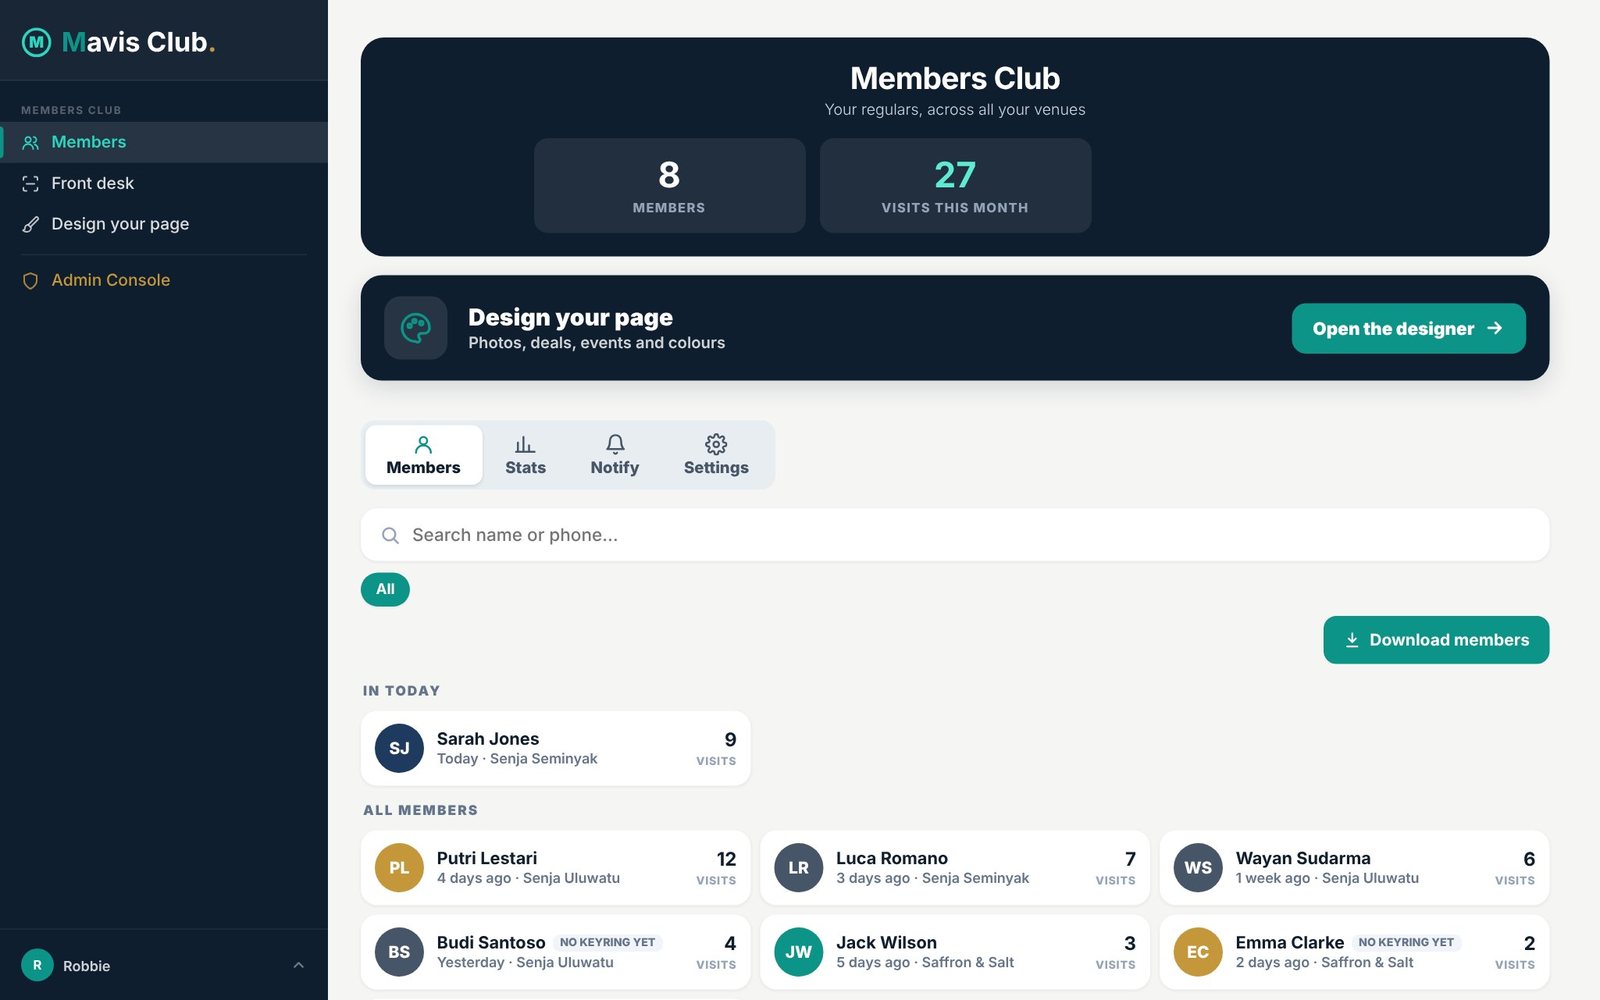 M Mavis Club.
MEMBERS CLUB
Members
Front desk
Design your page
Admin Console
R Robbie
Members Club
Your regulars, across all your venues
8
MEMBERS
27
VISITS THIS MONTH
Design your page
Photos, deals, events and colours
Open the designer
Members
Stats
Notify
Settings
Search name or phone...
All
Download members
IN TODAY
SJ
Sarah Jones
Today · Senja Seminyak
9
VISITS
ALL MEMBERS
PL
Putri Lestari
4 days ago · Senja Uluwatu
12
VISITS
LR
Luca Romano
3 days ago · Senja Seminyak
7
VISITS
WS
Wayan Sudarma
1 week ago · Senja Uluwatu
6
VISITS
BS
Budi Santoso NO KEYRING YET
Yesterday · Senja Uluwatu
4
VISITS
JW
Jack Wilson
5 days ago · Saffron & Salt
3
VISITS
EC
Emma Clarke NO KEYRING YET
2 days ago · Saffron & Salt
2
VISITS